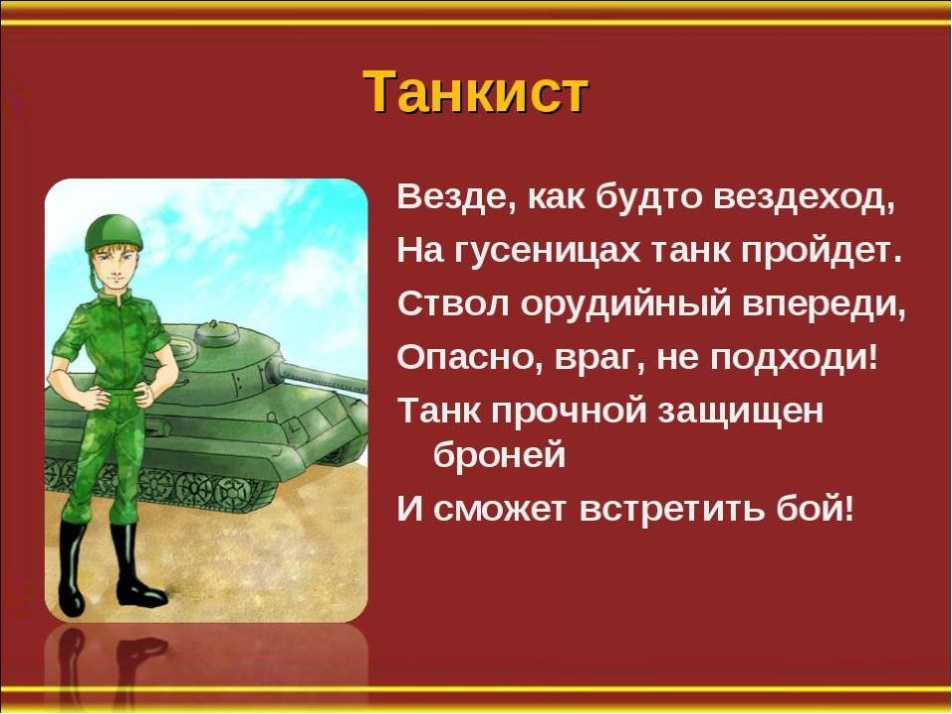 Танкист
Везде, как будто вездеход,
На гусеницах танк пройдет.
Ствол орудийный впереди,
Опасно, враг, не подходи!
Танк прочной защищен
броней
И сможет встретить бой!